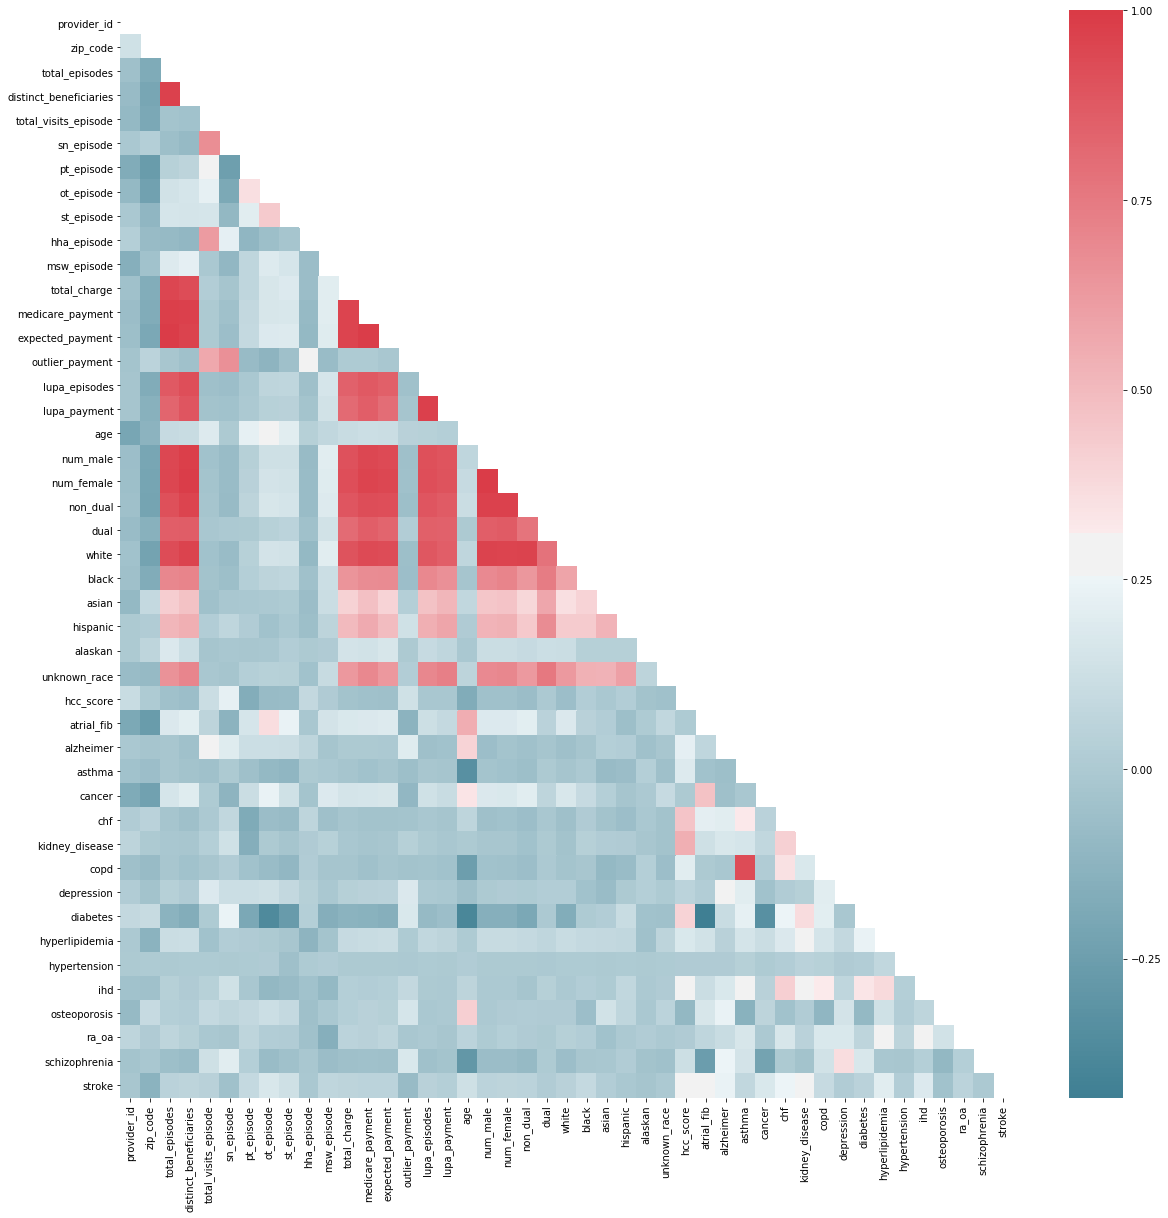 provider_id
zip_code
total_episodes
distinct_beneficiaries
total_visits_episode
sn_episode
pt_episode
ot_episode
st_episode
hha_episode
msw_episode
total_charge
medicare_payment
expected_payment
outlier_payment
lupa_episodes
lupa_payment
age
num_male
num_female
non_dual
dual
white
black
asian
hispanic
alaskan
unknown_race
hcc_score
atrial_fib
alzheimer
asthma
cancer
chf
kidney_disease
copd
depression
diabetes
hyperlipidemia
hypertension
ihd
osteoporosis
ra_oa
schizophrenia
stroke
provider_id
zip_code
total_episodes
distinct_beneficiaries
total_visits_episode
sn_episode
pt_episode
ot_episode
st_episode
hha_episode
msw_episode
total_charge
medicare_payment
expected_payment
outlier_payment
lupa_episodes
lupa_payment
age
num_male
num_female
non_dual
dual
white
black
asian
hispanic
alaskan
unknown_race
hcc_score
atrial_fib
alzheimer
asthma
cancer
chf
kidney_disease
copd
depression
diabetes
hyperlipidemia
hypertension
ihd
osteoporosis
ra_oa
schizophrenia
stroke
1.00
0.75
0.50
0.25
0.00
−0.25